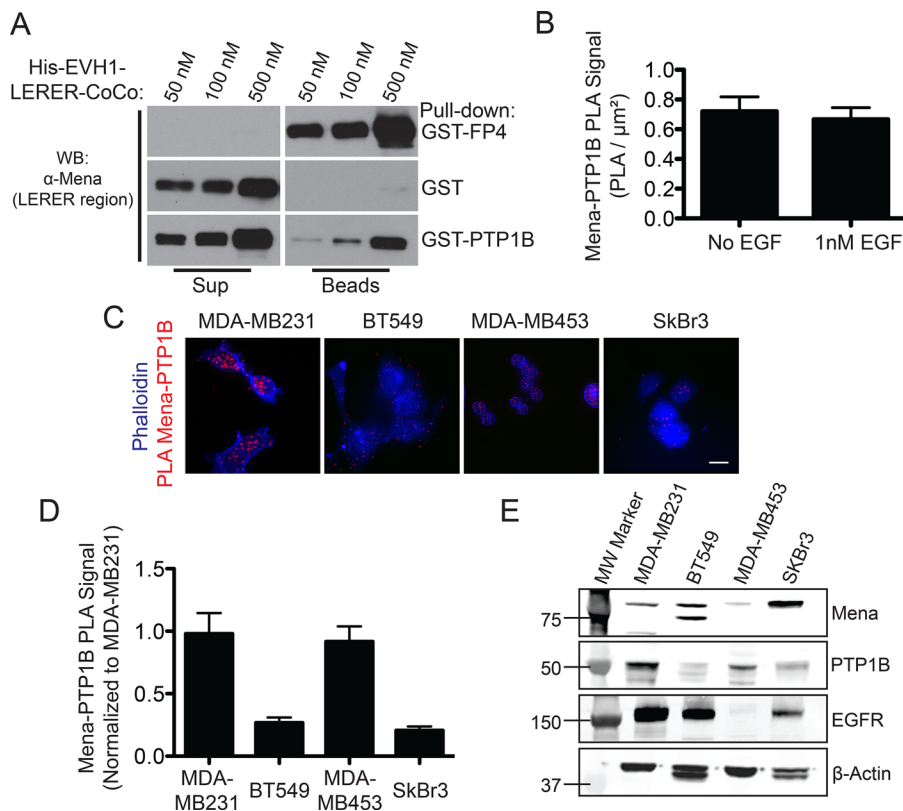 A
His-EVH1-
LERER-CoCo:
50 nM
100 nM
500 nM
50 nM
100 nM
500 nM
Pull-down:
GST-FP4
GST
GST-PTP1B
WB:
α-Mena
(LERER region)
Sup
Beads
B
Mena-PTP1B PLA Signal
(PLA / µm²)
1.0
0.8
0.6
0.4
0.2
0.0
No EGF
1nM EGF
C
MDA-MB231
BT549
MDA-MB453
SkBr3
Phalloidin
PLA Mena-PTP1B
D
Mena-PTP1B PLA Signal
(Normalized to MDA-MB231)
1.5
1.0
0.5
0.0
MDA-
MB231
BT549
MDA-
MB453
SkBr3
E
MW Marker
MDA-MB231
BT549
MDA-MB453
SKBr3
75
Mena
50
PTP1B
150
EGFR
37
β-Actin